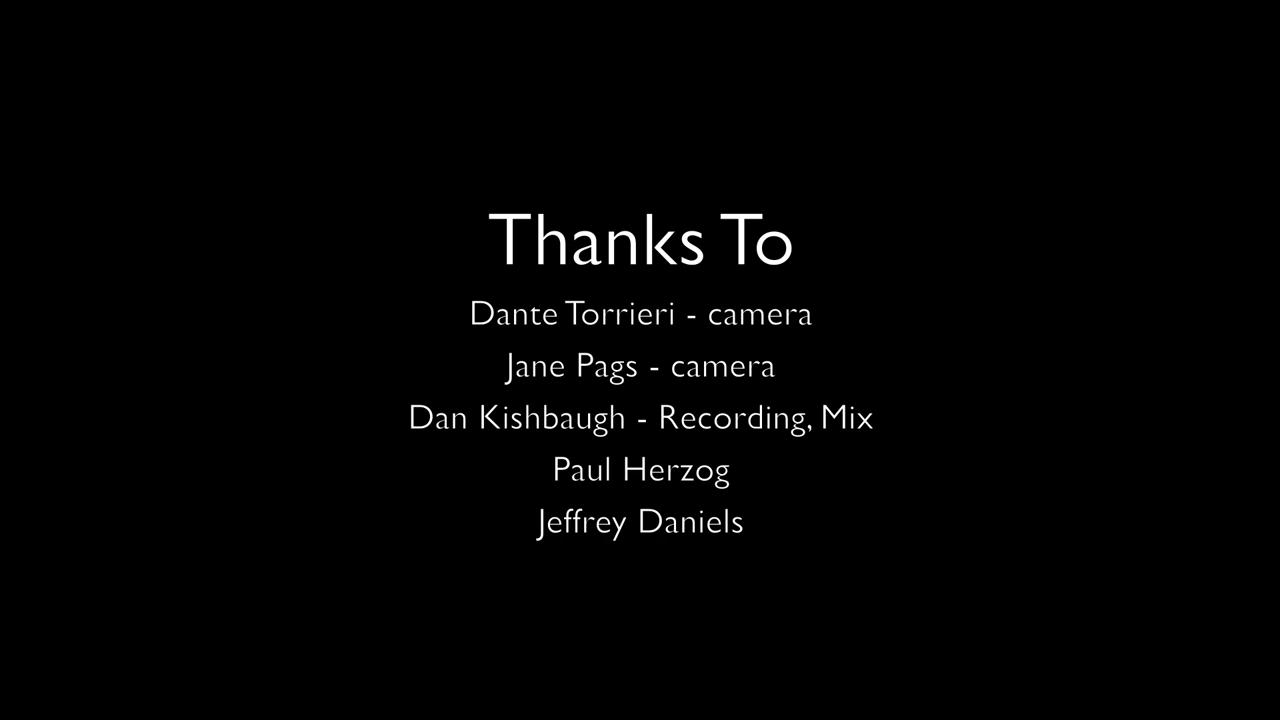 Thanks To
Dante Torrieri - camera
Jane Pags - camera
Dan Kishbaugh - Recording, Mix
Paul Herzog
Jeffrey Daniels